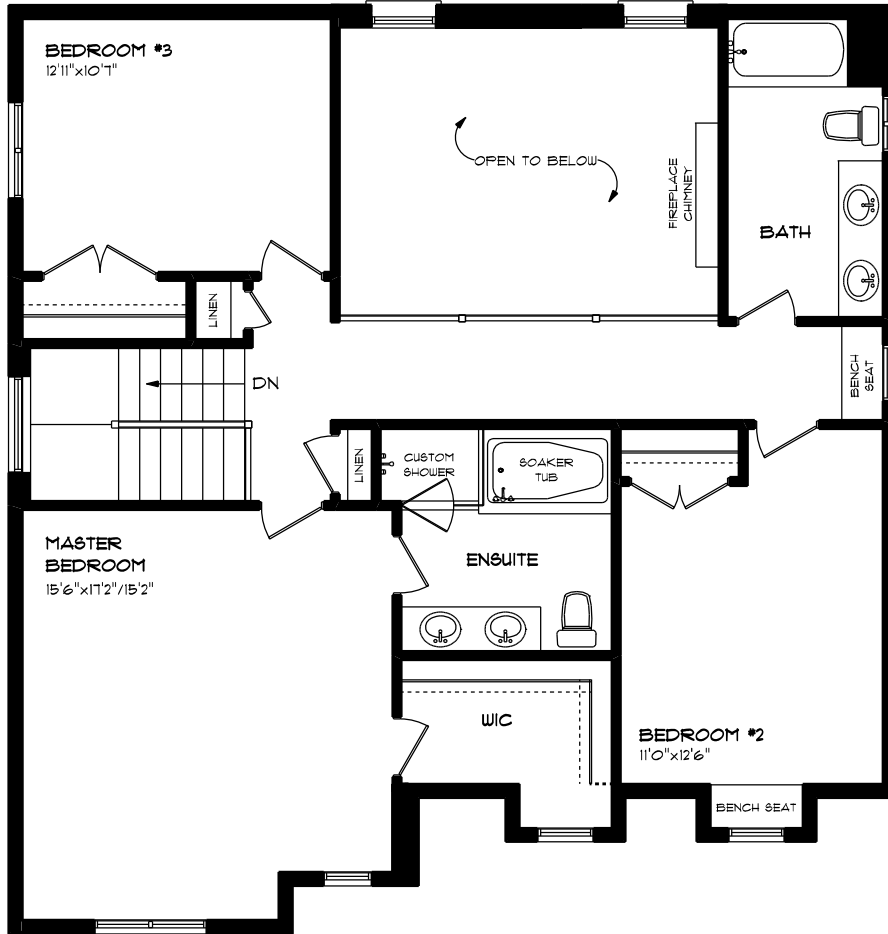 BEDROOM #3
12'11"x10'7"
OPEN TO BELOW
FIREPLACE
CHIMNEY
BATH
LINEN
DN
BENCH
SEAT
LINEN
CUSTOM
SHOWER
SOAKER
TUB
MASTER
BEDROOM
15'6"x17'2"/15'2"
ENSUITE
WIC
BEDROOM #2
11'0"x12'6"
BENCH SEAT